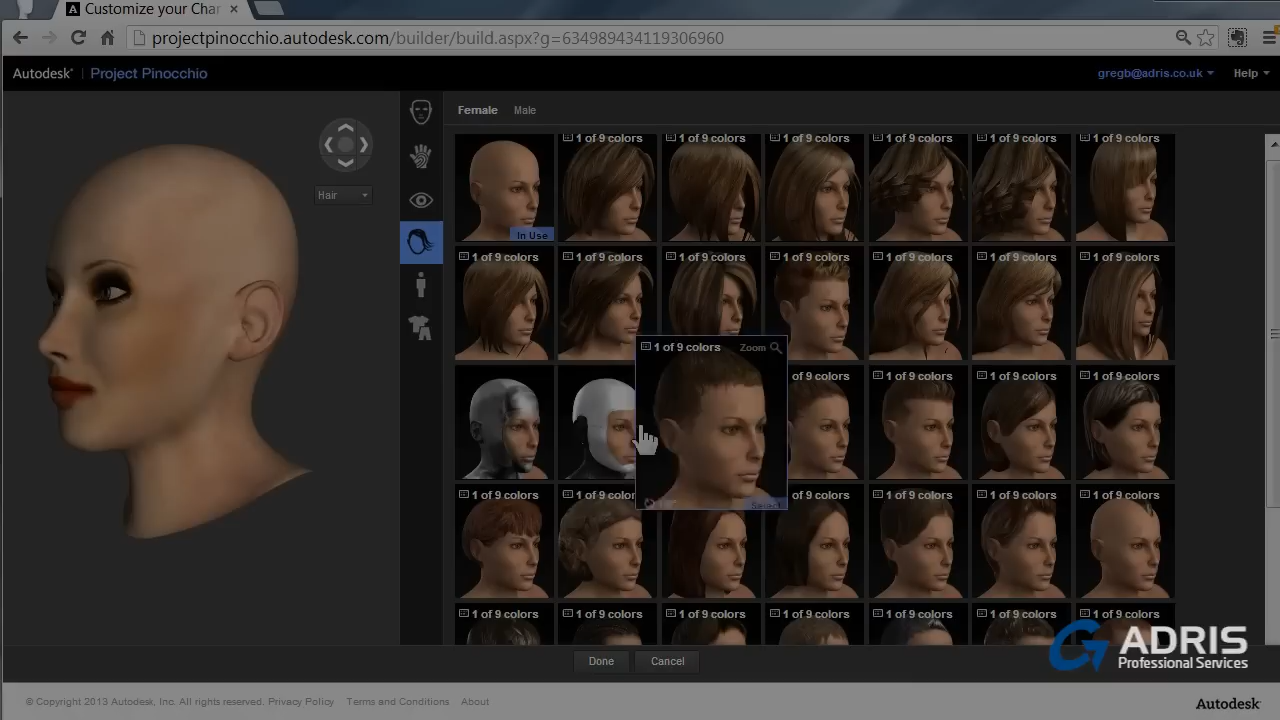 Customize your Char
projectpinocchio.autodesk.com/builder/build.aspx?g=634989434119306960
Autodesk' Project Pinocchio
gregb@adris.co.uk
Help
Female Male
Hair
1 of 9 colors 1 of 9 colors 1 of 9 colors 1 of 9 colors 1 of 9 colors 1 of 9 colors
In Use
1 of 9 colors 1 of 9 colors 1 of 9 colors 1 of 9 colors 1 of 9 colors 1 of 9 colors 1 of 9 colors
1 of 9 colors Zoom
of 9 colors 1 of 9 colors 1 of 9 colors 1 of 9 colors
Select
1 of 9 colors 1 of 9 colo of 9 colors 1 of 9 colors 1 of 9 colors 1 of 9 colors
1 of 9 colors 1 of 9 colors 1 of 9 colors 1 of 9 colors 1 of 9 colors 1 of 9 colors 1 of 9 colors
ADRIS
Professional Services
Done Cancel
© Copyright 2013 Autodesk, Inc. All rights reserved. Privacy Policy Terms and Conditions About
Autodesk